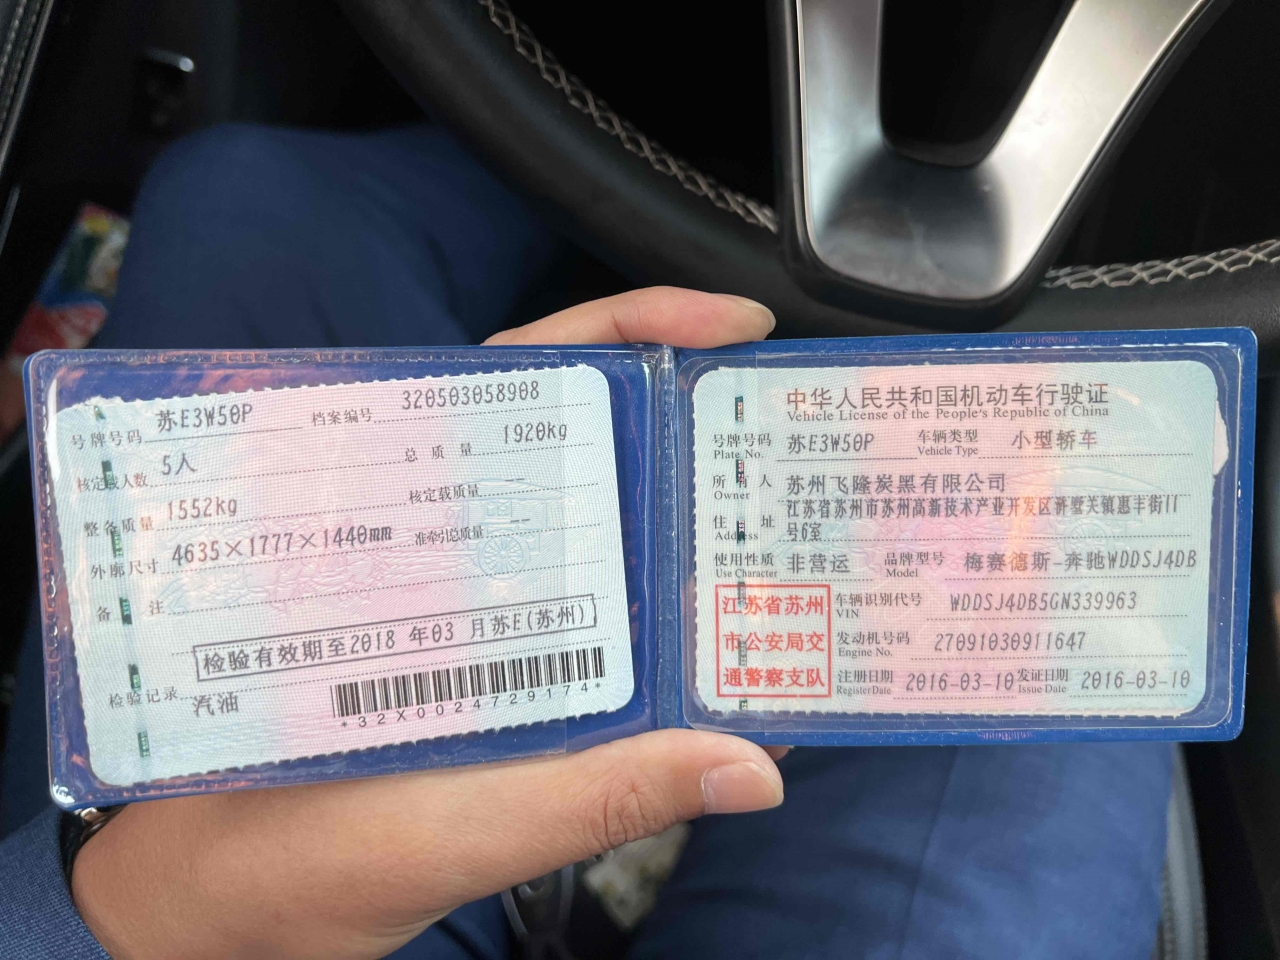 号牌号码 苏E3W50P 档案编号 320503058908
核定载人数 5人 总质量 1920kg
整备质量 1552kg 核定载质量 --
外廓尺寸 4635×1777×1440mm 准牵引总质量 --
备注
检验有效期至2018 年03 月苏E(苏州)
检验记录 汽油
*32X0024729174*
中华人民共和国机动车行驶证
Vehicle License of the People's Republic of China
号牌号码 苏E3W50P 车辆类型 小型轿车
Plate No. Vehicle Type
所有人 苏州飞隆炭黑有限公司
Owner
住址 江苏省苏州市苏州高新技术产业开发区浒墅关镇惠丰街11
Address 号6室
使用性质 非营运 品牌型号 梅赛德斯-奔驰WDDSJ4DB
Use Character Model
江苏省苏州
市公安局交
通警察支队
车辆识别代号 WDDSJ4DB5GN339963
VIN
发动机号码 27091030911647
Engine No.
注册日期 2016-03-10 发证日期 2016-03-10
Register Date Issue Date